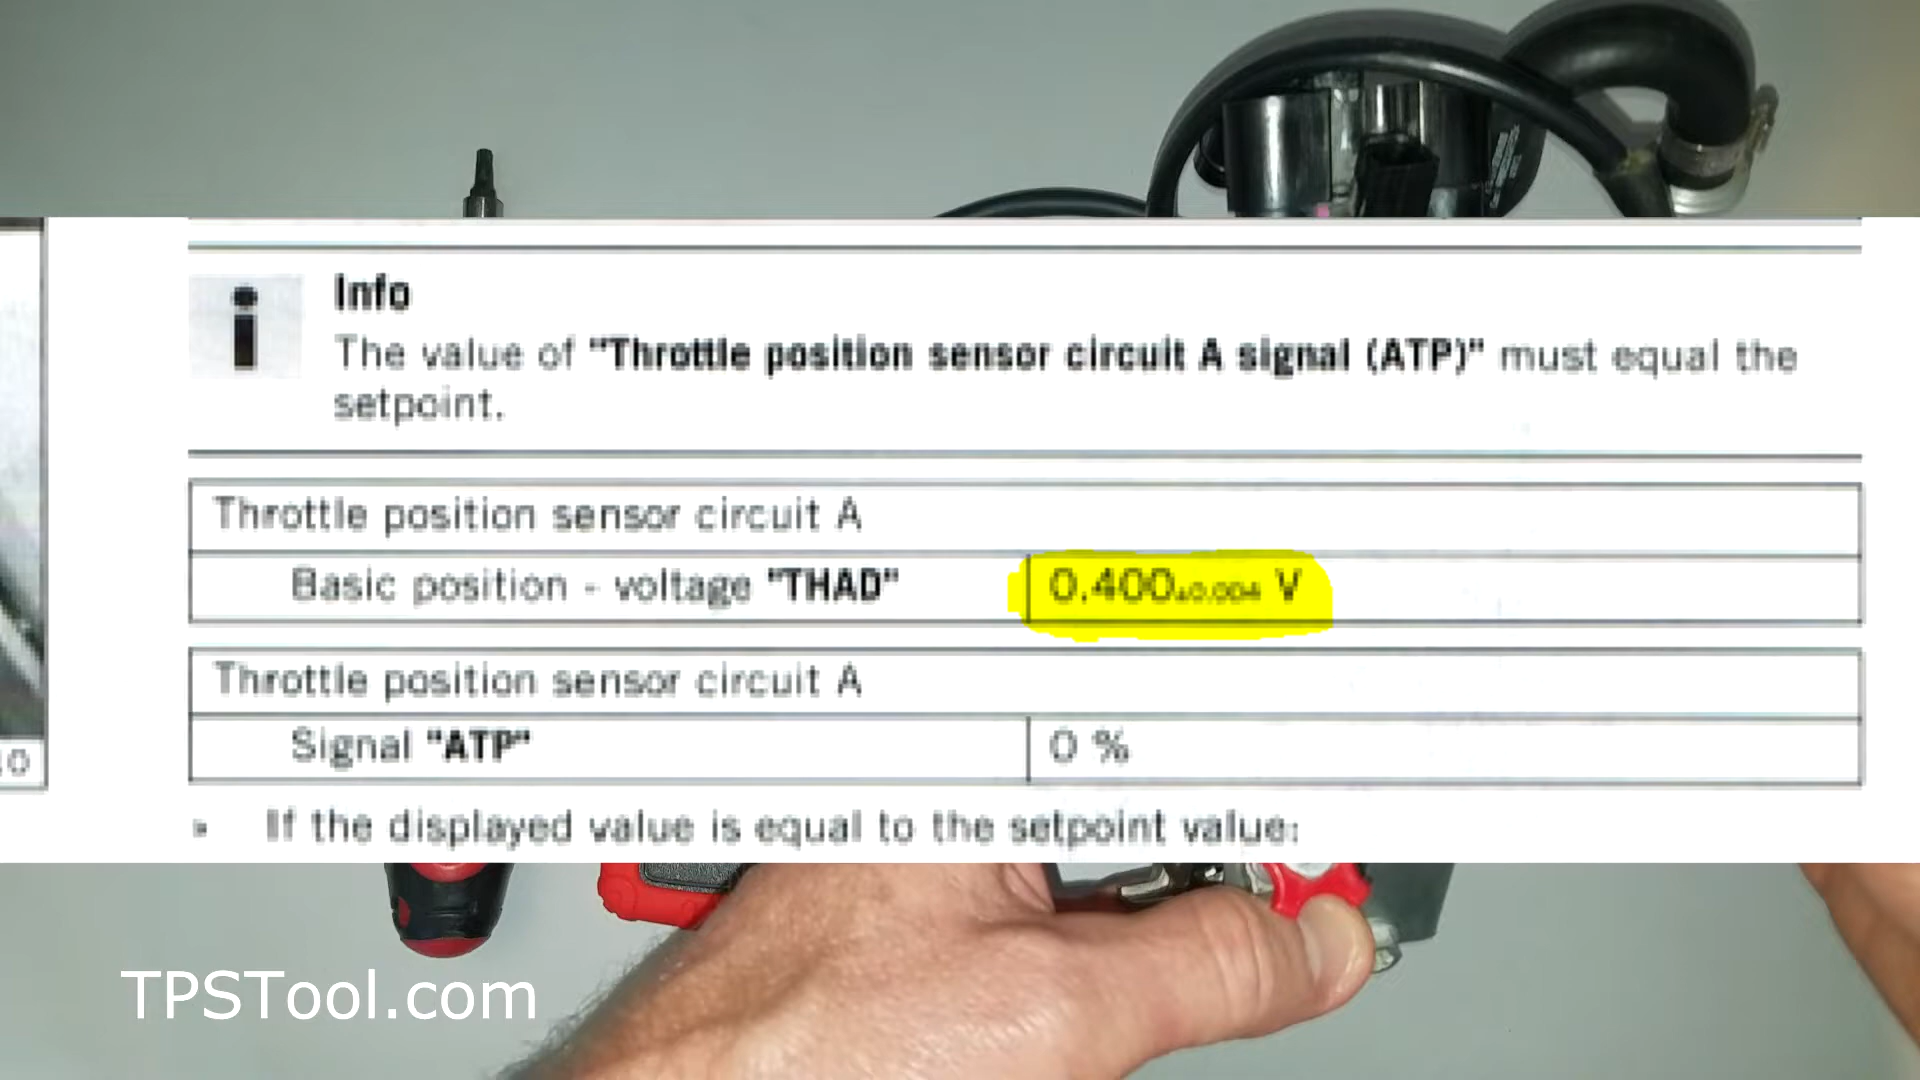 Info
The value of "Throttle position sensor circuit A signal (ATP)" must equal the
setpoint.
Throttle position sensor circuit A
Basic position - voltage "THAD" 0.400±0.004 V
Throttle position sensor circuit A
Signal "ATP" 0 %
» If the displayed value is equal to the setpoint value:
TPSTool.com